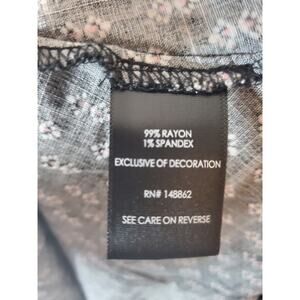 99% RAYON
1% SPANDEX
EXCLUSIVE OF DECORATION
RN# 148862
SEE CARE ON REVERSE